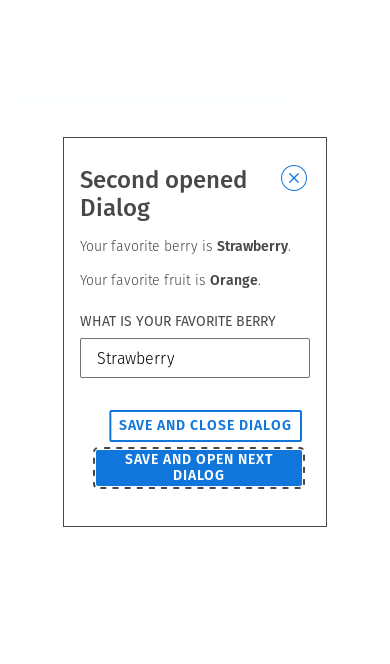 Second opened
Dialog
Your favorite berry is Strawberry.
Your favorite fruit is Orange.
WHAT IS YOUR FAVORITE BERRY
Strawberry
SAVE AND CLOSE DIALOG
SAVE AND OPEN NEXT
DIALOG